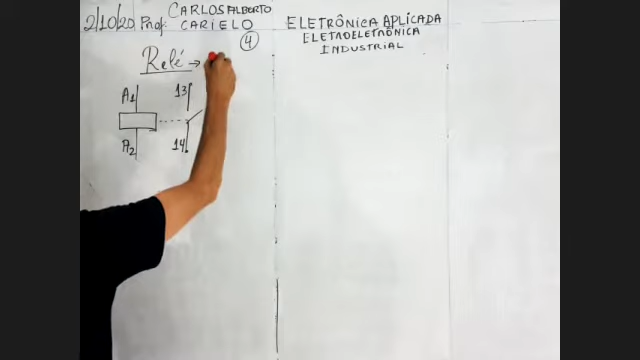 2/10/20 Prof. CARLOS ALBERTO
CARIELO
4
ELETRÔNICA APLICADA
ELETROELETRÔNICA
INDUSTRIAL
Relé →
A1
13
A2
14